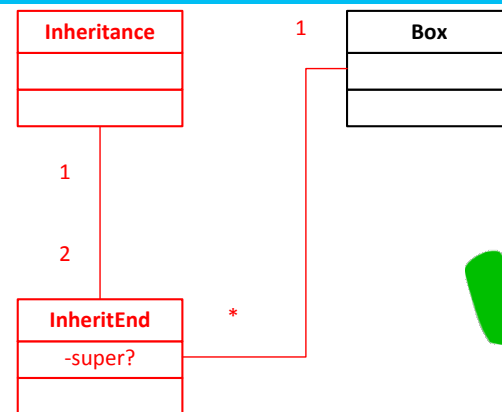 Inheritance
1
Box
1
2
InheritEnd
*
-super?